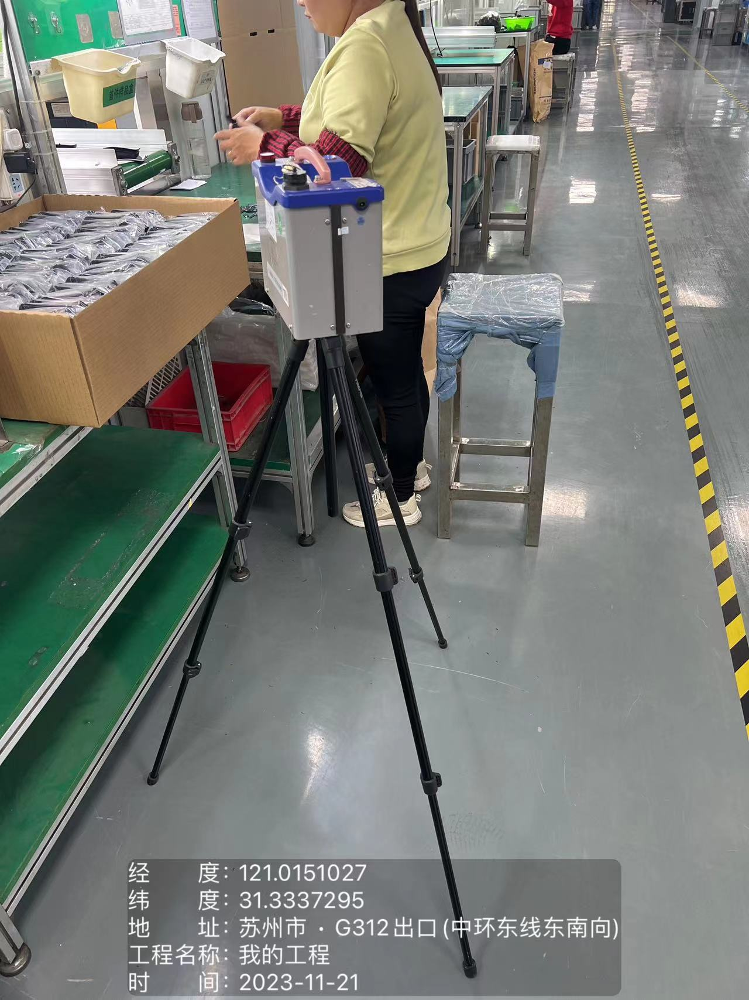 首件样品盒
经 度：121.0151027
纬 度：31.3337295
地 址：苏州市 · G312出口(中环东线东南向)
工程名称：我的工程
时 间：2023-11-21